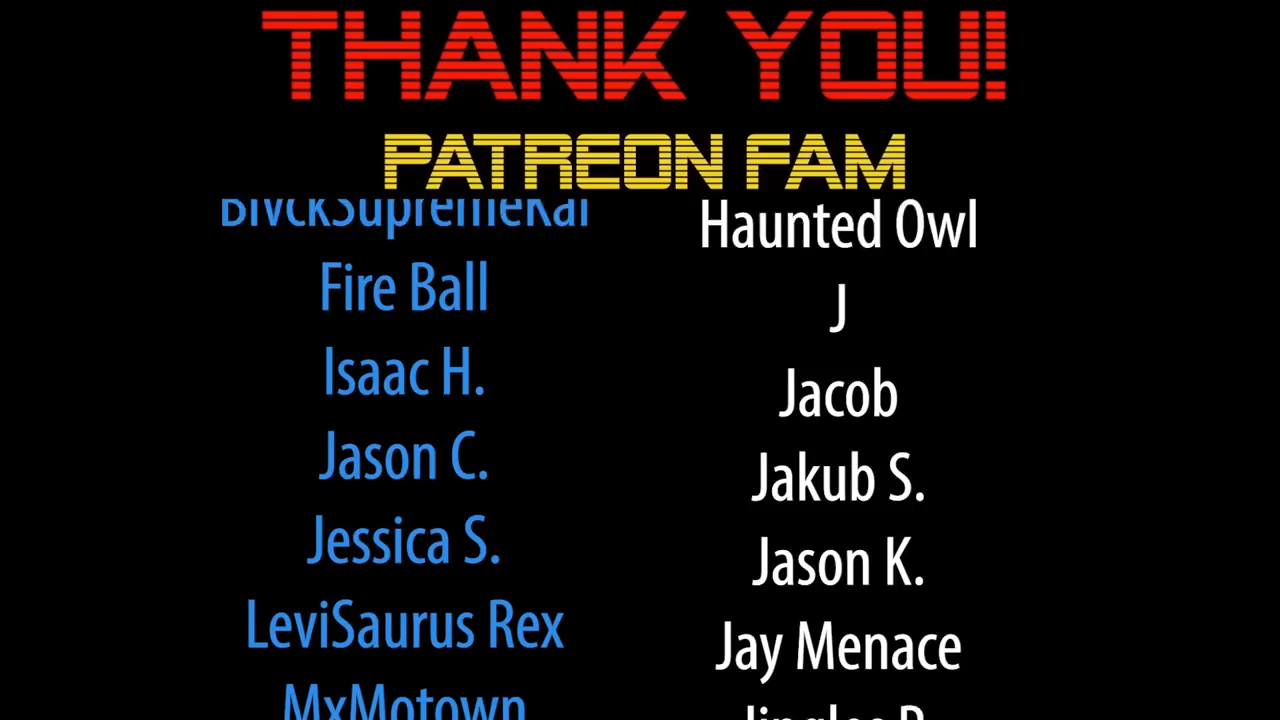 THANK YOU!
PATREON FAM
Fire Ball
Isaac H.
Jason C.
Jessica S.
LeviSaurus Rex
MxMotown
Haunted Owl
J
Jacob
Jakub S.
Jason K.
Jay Menace